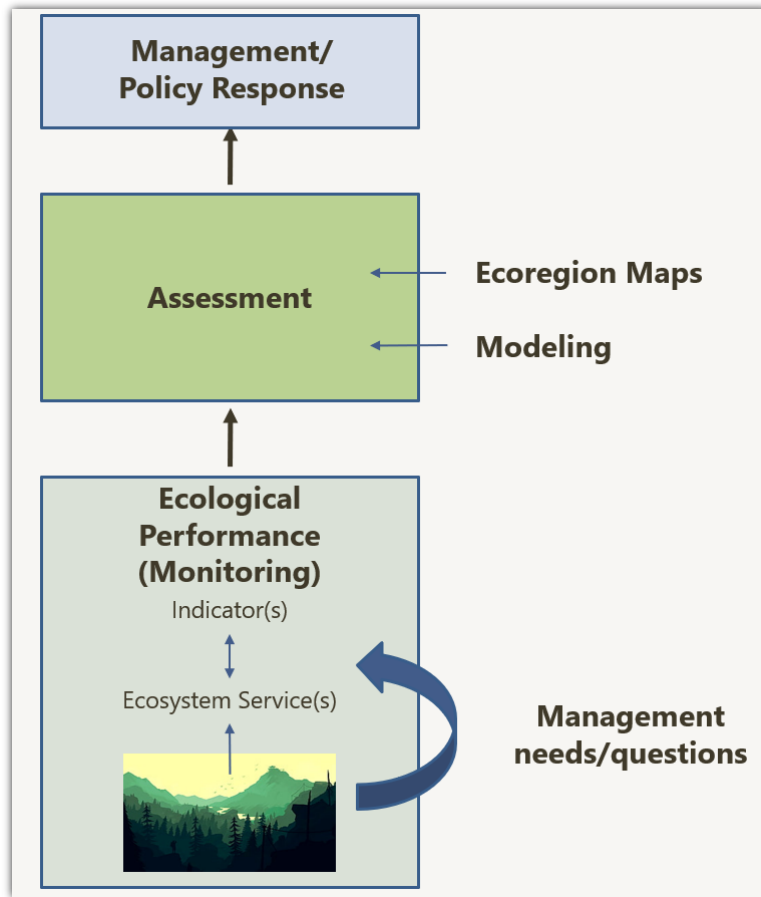 Management/
Policy Response
Assessment
Ecoregion Maps
Modeling
Ecological
Performance
(Monitoring)
Indicator(s)
Ecosystem Service(s)
Management
needs/questions